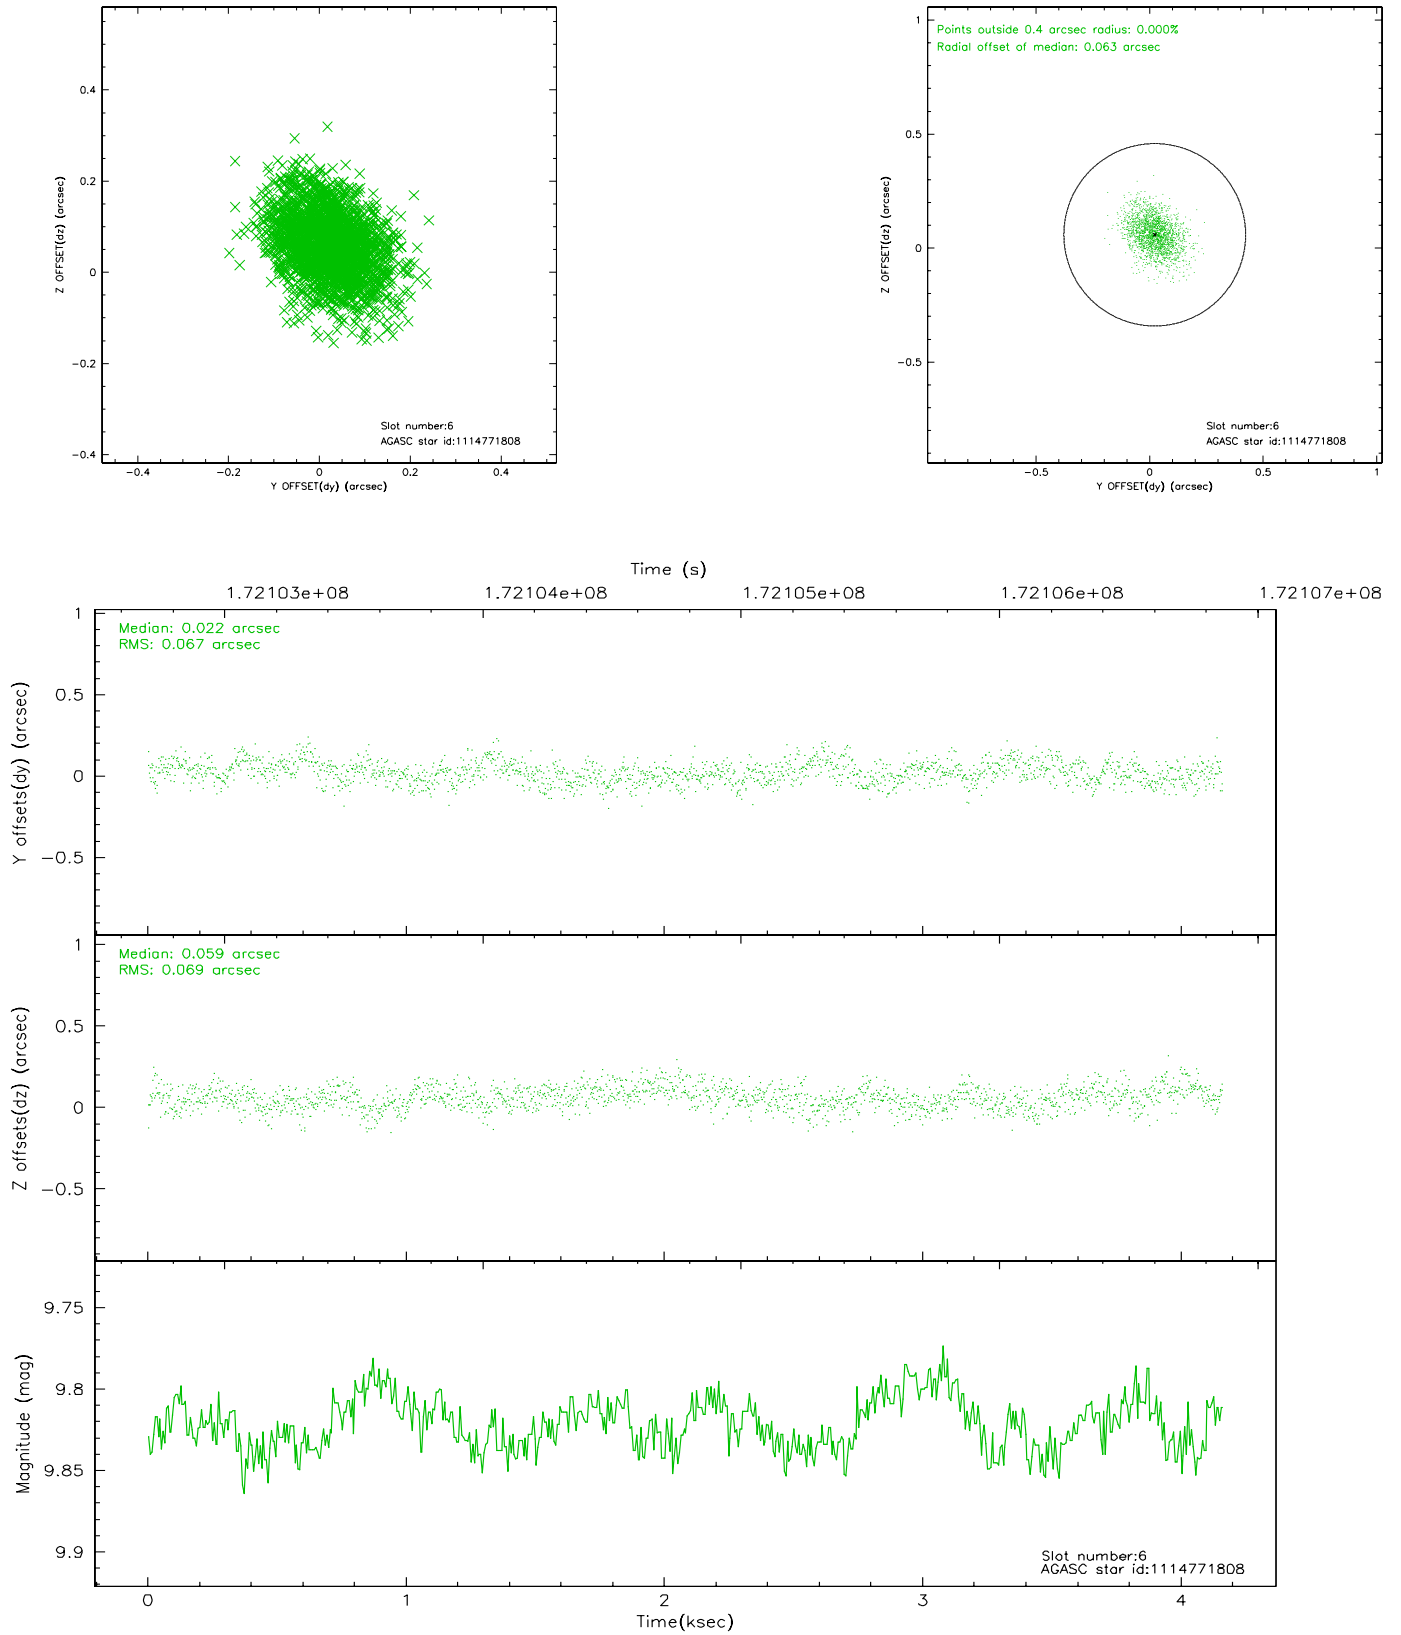 0.4
0.2
0
−0.2
−0.4
Z OFFSET(dz) (arcsec)
Slot number:6
AGASC star id:1114771808
−0.4 −0.2 0 0.2 0.4
Y OFFSET(dy) (arcsec)
Points outside 0.4 arcsec radius: 0.000%
Radial offset of median: 0.063 arcsec
1
0.5
0
−0.5
Z OFFSET(dz) (arcsec)
Slot number:6
AGASC star id:1114771808
−0.5 0 0.5 1
Y OFFSET(dy) (arcsec)
Time (s)
1.72103e+08 1.72104e+08 1.72105e+08 1.72106e+08 1.72107e+08
Median: 0.022 arcsec
RMS: 0.067 arcsec
1
0.5
0
−0.5
Y offsets(dy) (arcsec)
Median: 0.059 arcsec
RMS: 0.069 arcsec
1
0.5
0
−0.5
Z offsets(dz) (arcsec)
9.75
9.8
9.85
9.9
Magnitude (mag)
Slot number:6
AGASC star id:1114771808
0 1 2 3 4
Time(ksec)